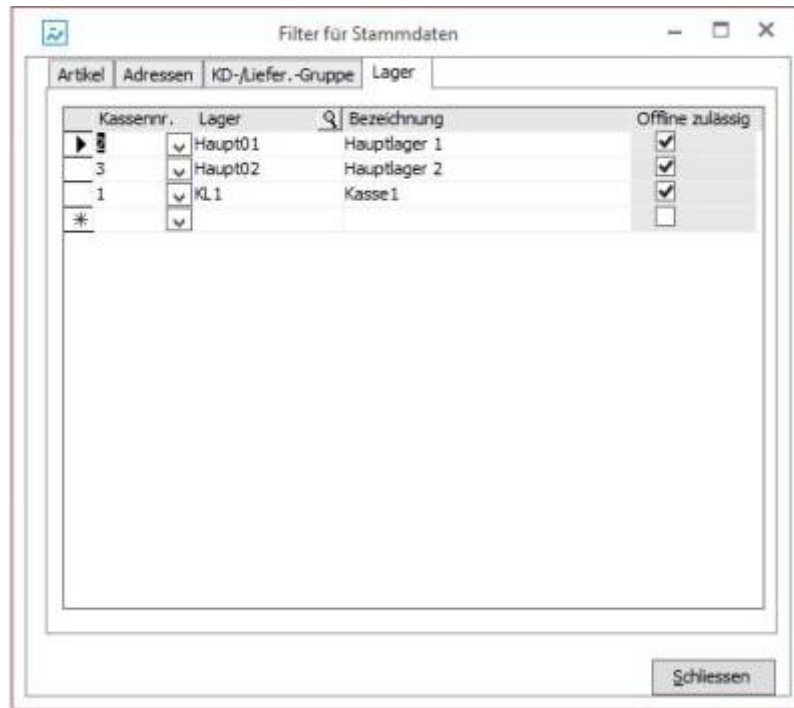 Filter für Stammdaten
Artikel Adressen KD-/Liefer.-Gruppe Lager
Kassennr. Lager Bezeichnung Offline zulässig
2 Haupt01 Hauptlager 1
3 Haupt02 Hauptlager 2
1 KL1 Kasse1
Schliessen